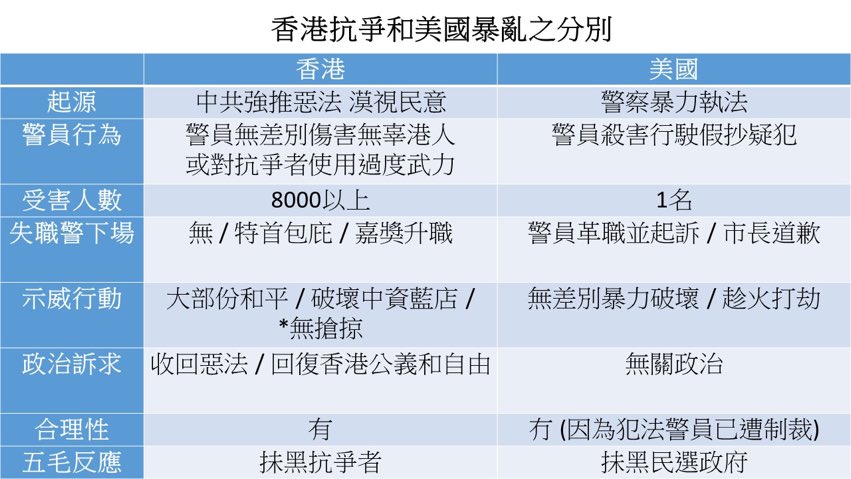 香港抗爭和美國暴亂之分別
香港 美國
起源 中共強推惡法 漠視民意 警察暴力執法
警員行為 警員無差別傷害無辜港人 警員殺害行駛假抄疑犯
或對抗爭者使用過度武力
受害人數 8000以上 1名
失職警下場 無 / 特首包庇 / 嘉獎升職 警員革職並起訴 / 市長道歉
示威行動 大部份和平 / 破壞中資藍店 / 無差別暴力破壞 / 趁火打劫
*無搶掠
政治訴求 收回惡法 / 回復香港公義和自由 無關政治
合理性 有 冇 (因為犯法警員已遭制裁)
五毛反應 抹黑抗爭者 抹黑民選政府